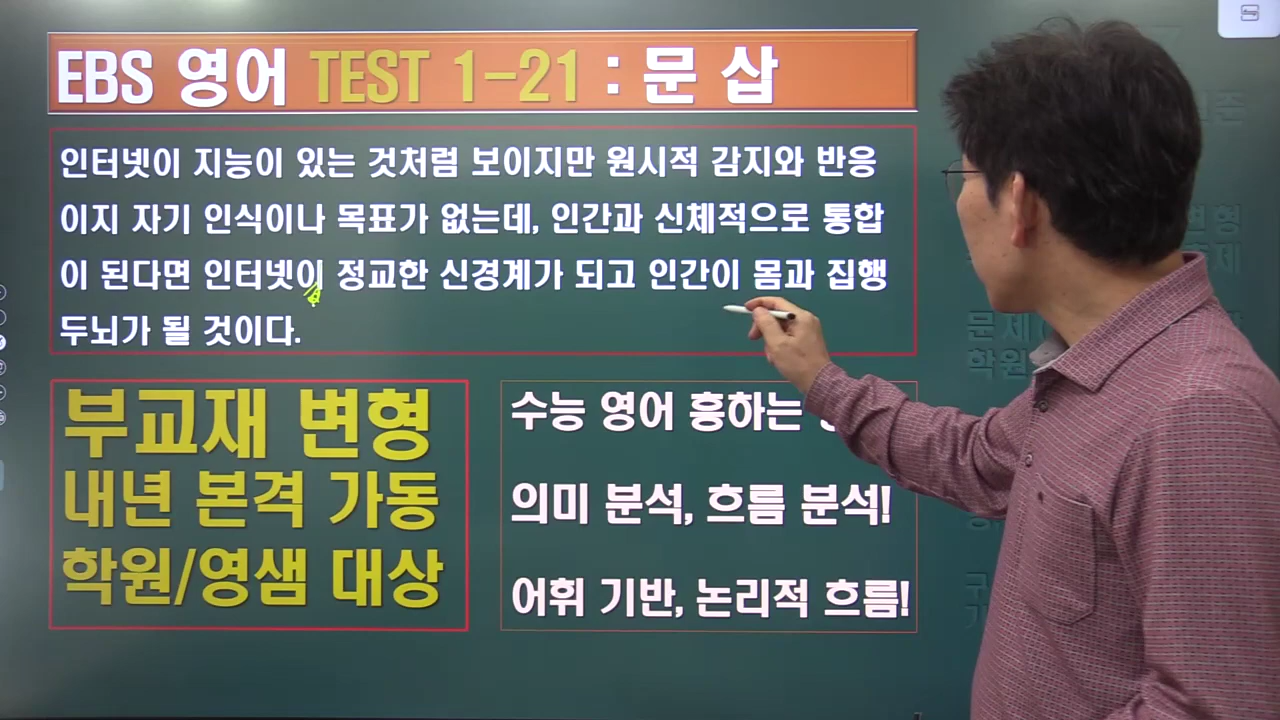 EBS 영어 TEST 1-21 : 문 삽
인터넷이 지능이 있는 것처럼 보이지만 원시적 감지와 반응
이지 자기 인식이나 목표가 없는데, 인간과 신체적으로 통합
이 된다면 인터넷이 정교한 신경계가 되고 인간이 몸과 집행
두뇌가 될 것이다.
부교재 변형
내년 본격 가동
학원/영샘 대상
수능 영어 흥하는
의미 분석, 흐름 분석!
어휘 기반, 논리적 흐름!
변형
학원